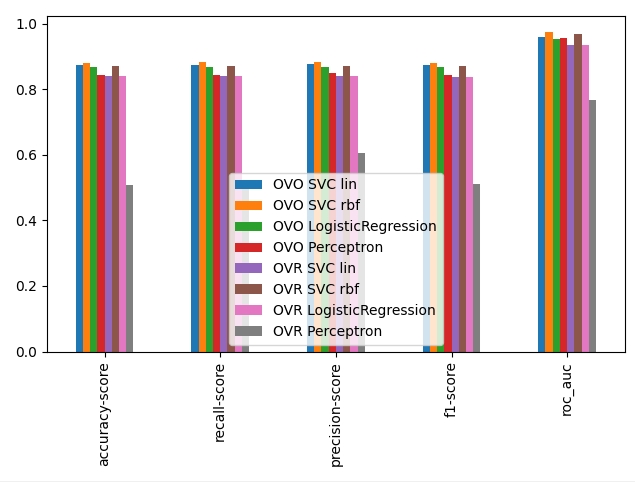 1.0
0.8
0.6
0.4
0.2
0.0
OVO SVC lin
OVO SVC rbf
OVO LogisticRegression
OVO Perceptron
OVR SVC lin
OVR SVC rbf
OVR LogisticRegression
OVR Perceptron
accuracy-score
recall-score
precision-score
f1-score
roc_auc